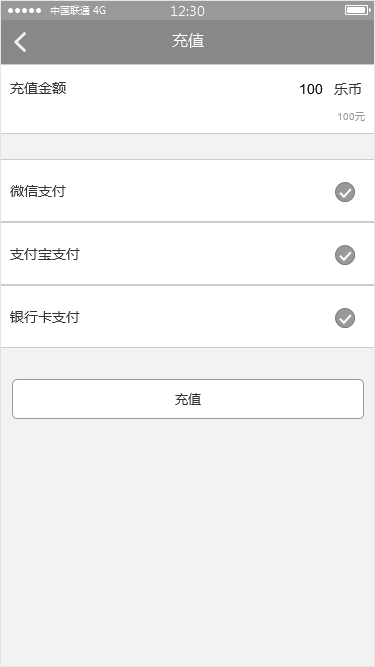 中国联通 4G 12:30
充值
充值金额 100 乐币
100元
微信支付
支付宝支付
银行卡支付
充值